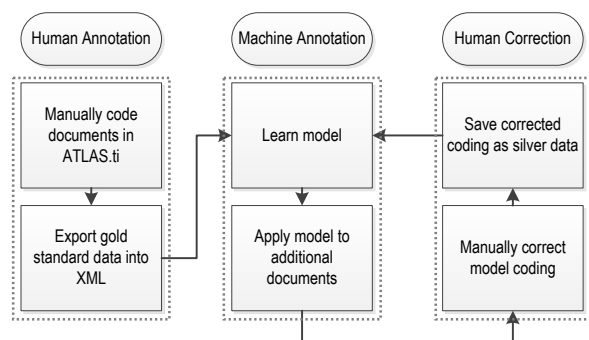 Human Annotation
Machine Annotation
Human Correction
Manually code
documents in
ATLAS.ti
Export gold
standard data into
XML
Learn model
Apply model to
additional
documents
Save corrected
coding as silver data
Manually correct
model coding